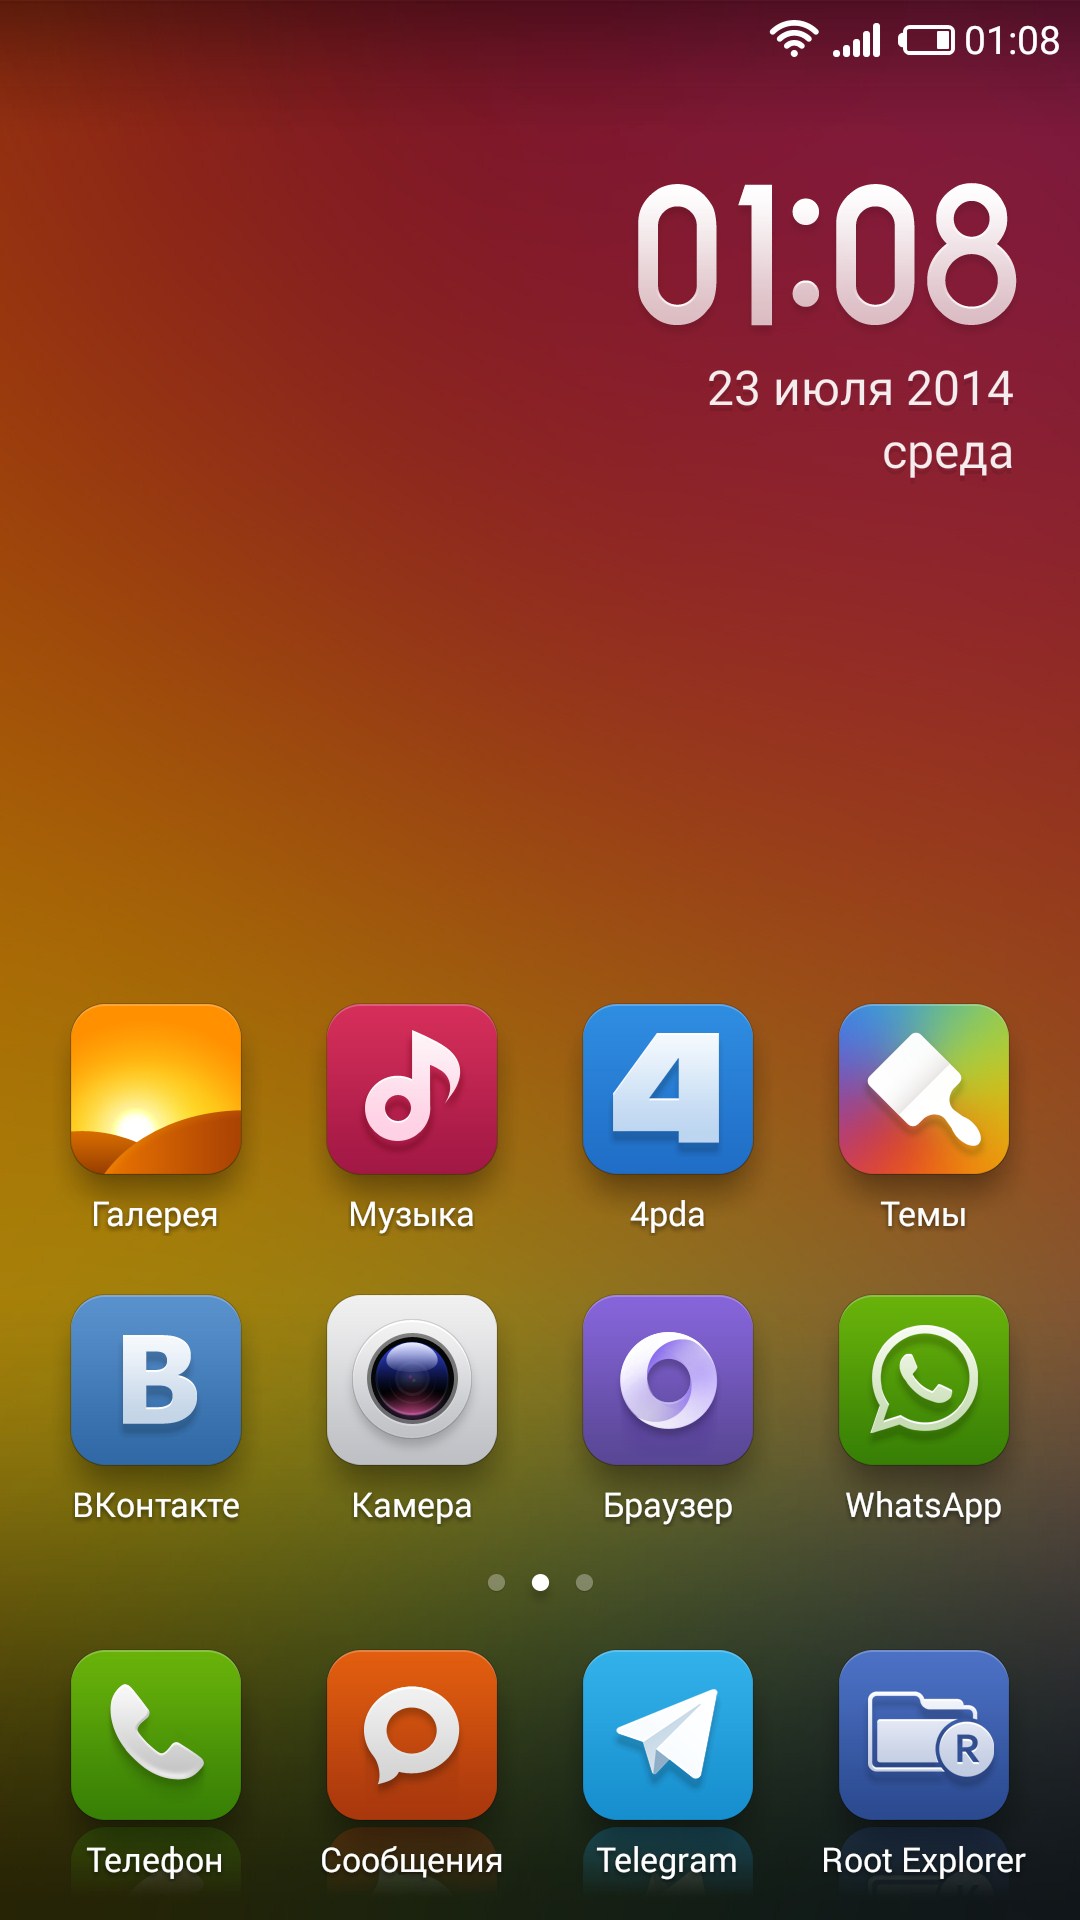 01:08
01:08
23 июля 2014
среда
4
Галерея Музыка 4pda Темы
B
ВКонтакте Камера Браузер WhatsApp
R
Телефон Сообщения Telegram Root Explorer